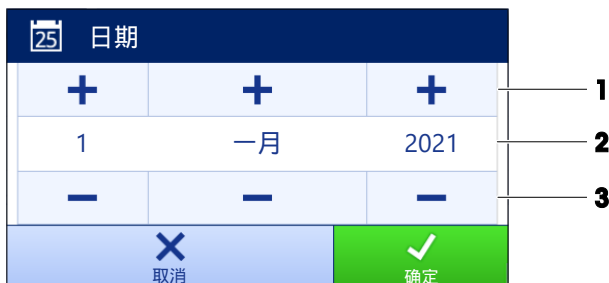 25 日期
+ + + 1
1 一月 2021 2
− − − 3
取消 确定